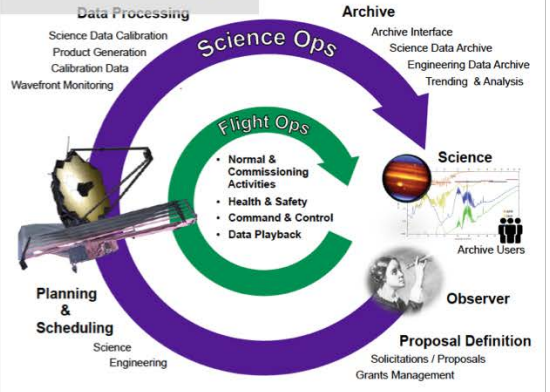 Data Processing
Science Data Calibration
Product Generation
Calibration Data
Wavefront Monitoring
Science Ops
Archive
Archive Interface
Science Data Archive
Engineering Data Archive
Trending & Analysis
Flight Ops
• Normal &
Commissioning
Activities
• Health & Safety
• Command & Control
• Data Playback
Science
Archive Users
Observer
Planning
&
Scheduling
Science
Engineering
Proposal Definition
Solicitations / Proposals
Grants Management